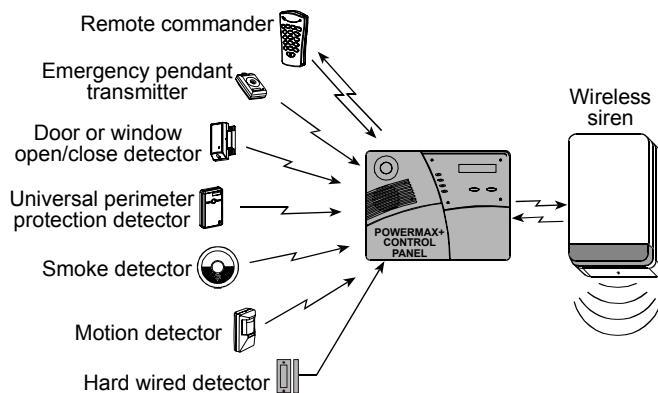 Remote commander
Emergency pendant
transmitter
Door or window
open/close detector
Universal perimeter
protection detector
Smoke detector
Motion detector
Hard wired detector
POWERMAX+
CONTROL
PANEL
Wireless
siren